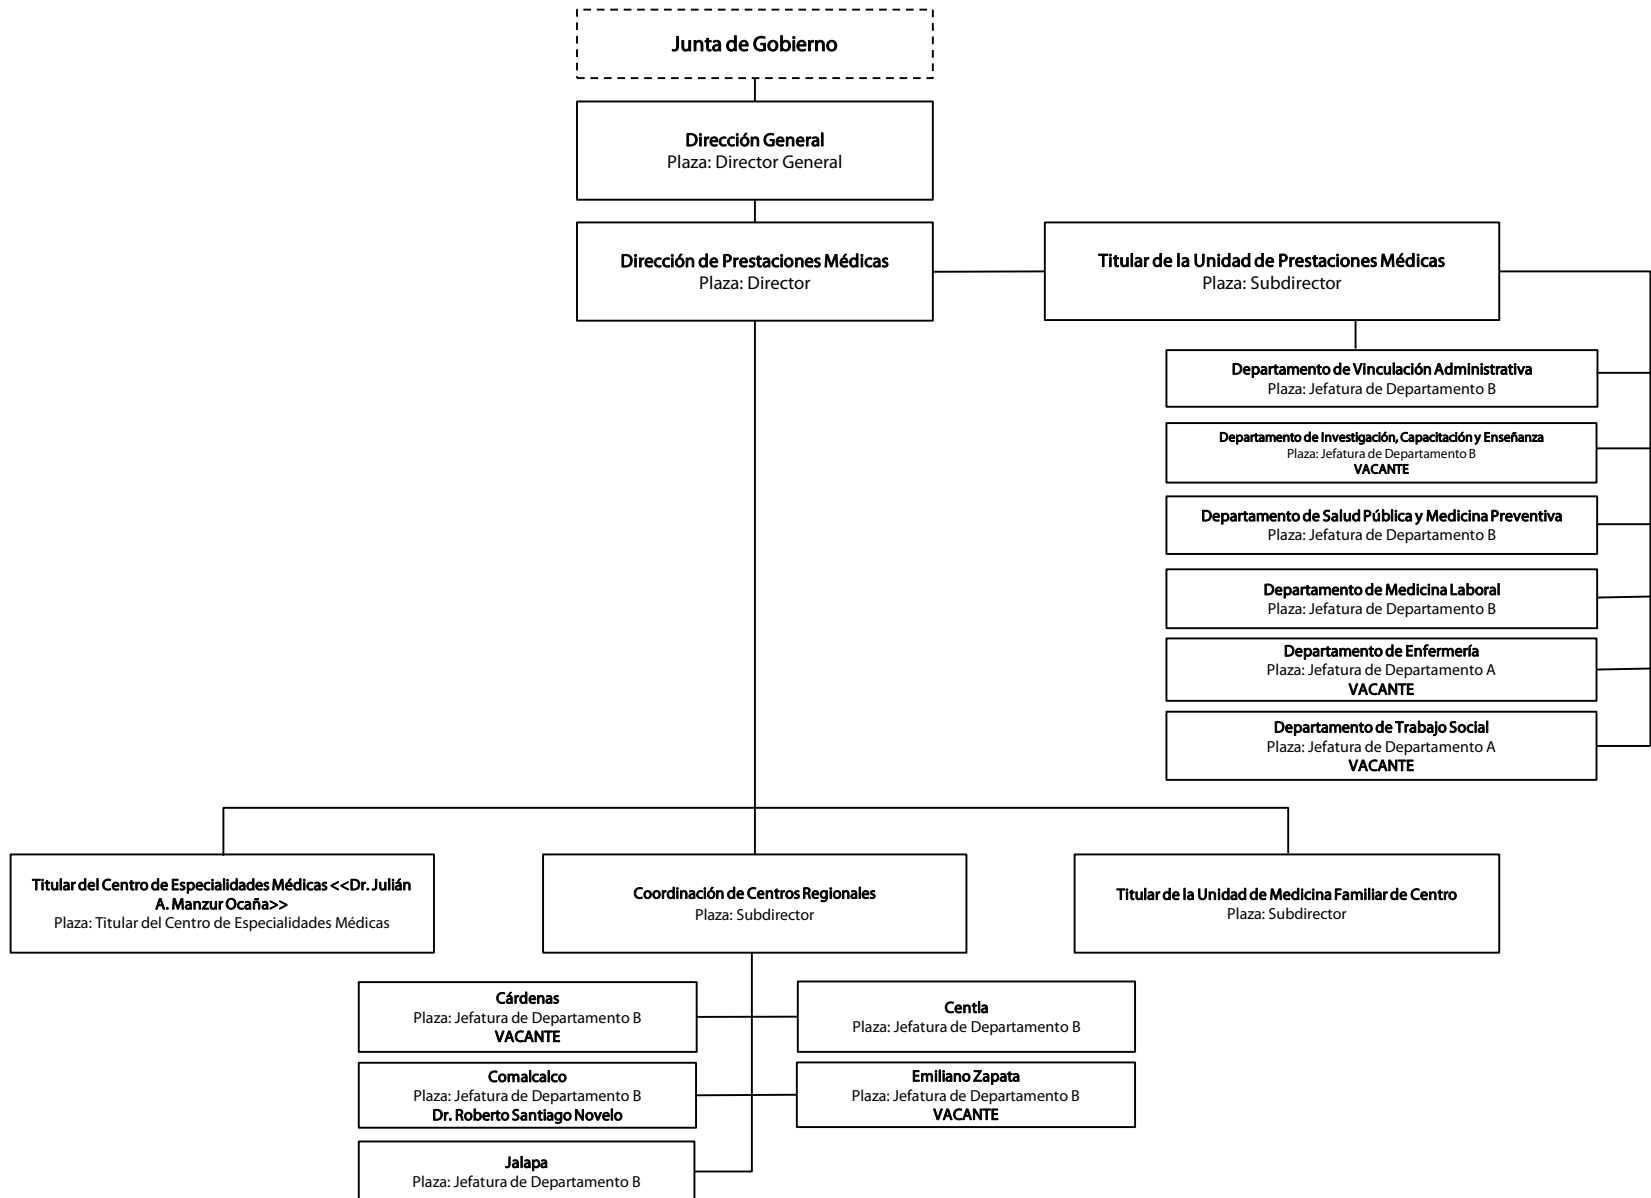 Junta de Gobierno
Dirección General
Plaza: Director General
Dirección de Prestaciones Médicas
Plaza: Director
Titular de la Unidad de Prestaciones Médicas
Plaza: Subdirector
Departamento de Vinculación Administrativa
Plaza: Jefatura de Departamento B
Departamento de Investigación, Capacitación y Enseñanza
Plaza: Jefatura de Departamento B
VACANTE
Departamento de Salud Pública y Medicina Preventiva
Plaza: Jefatura de Departamento B
Departamento de Medicina Laboral
Plaza: Jefatura de Departamento B
Departamento de Enfermería
Plaza: Jefatura de Departamento A
VACANTE
Departamento de Trabajo Social
Plaza: Jefatura de Departamento A
VACANTE
Titular del Centro de Especialidades Médicas <<Dr. Julián
A. Manzur Ocaña>>
Plaza: Titular del Centro de Especialidades Médicas
Coordinación de Centros Regionales
Plaza: Subdirector
Titular de la Unidad de Medicina Familiar de Centro
Plaza: Subdirector
Cárdenas
Plaza: Jefatura de Departamento B
VACANTE
Centla
Plaza: Jefatura de Departamento B
Comalcalco
Plaza: Jefatura de Departamento B
Dr. Roberto Santiago Novelo
Emiliano Zapata
Plaza: Jefatura de Departamento B
VACANTE
Jalapa
Plaza: Jefatura de Departamento B